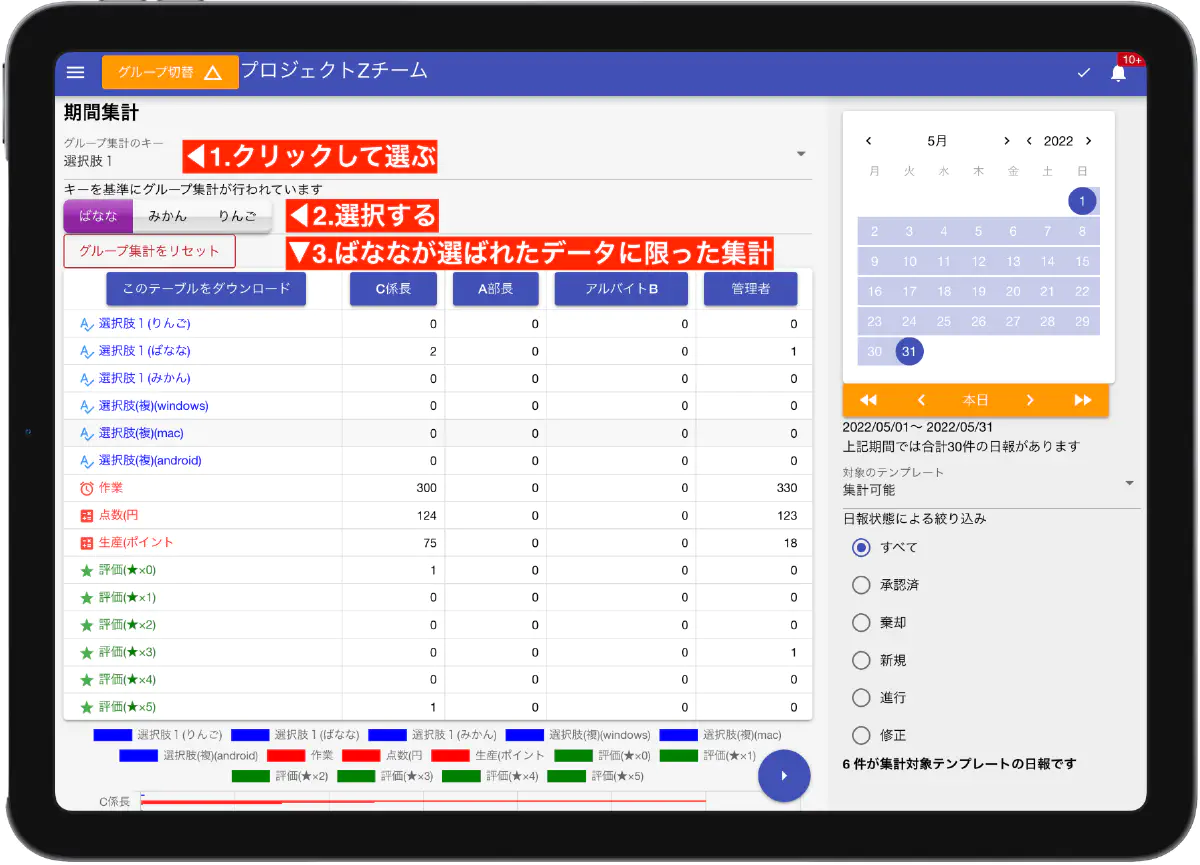 グループ切替 プロジェクトZチーム 10+
期間集計
グループ集計のキー
選択肢1
◀1.クリックして選ぶ
キーを基準にグループ集計が行われています
ばなな みかん りんご
◀2.選択する
グループ集計をリセット
▼3.ばななが選ばれたデータに限った集計
このテーブルをダウンロード C係長 A部長 アルバイトB 管理者
選択肢1(りんご) 0 0 0 0
選択肢1(ばなな) 2 0 0 1
選択肢1(みかん) 0 0 0 0
選択肢(複)(windows) 0 0 0 0
選択肢(複)(mac) 0 0 0 0
選択肢(複)(android) 0 0 0 0
作業 300 0 0 330
点数(円 124 0 0 123
生産(ポイント 75 0 0 18
評価(★×0) 1 0 0 0
評価(★×1) 0 0 0 0
評価(★×2) 0 0 0 0
評価(★×3) 0 0 0 1
評価(★×4) 0 0 0 0
評価(★×5) 1 0 0 0
選択肢1(りんご) 選択肢1(ばなな) 選択肢1(みかん) 選択肢(複)(windows) 選択肢(複)(mac)
選択肢(複)(android) 作業 点数(円 生産(ポイント 評価(★×0) 評価(★×1)
評価(★×2) 評価(★×3) 評価(★×4) 評価(★×5)
C係長
5月 2022
月 火 水 木 金 土 日
1
2 3 4 5 6 7 8
9 10 11 12 13 14 15
16 17 18 19 20 21 22
23 24 25 26 27 28 29
30 31
本日
2022/05/01〜 2022/05/31
上記期間では合計30件の日報があります
対象のテンプレート
集計可能
日報状態による絞り込み
すべて
承認済
棄却
新規
進行
修正
6 件が集計対象テンプレートの日報です